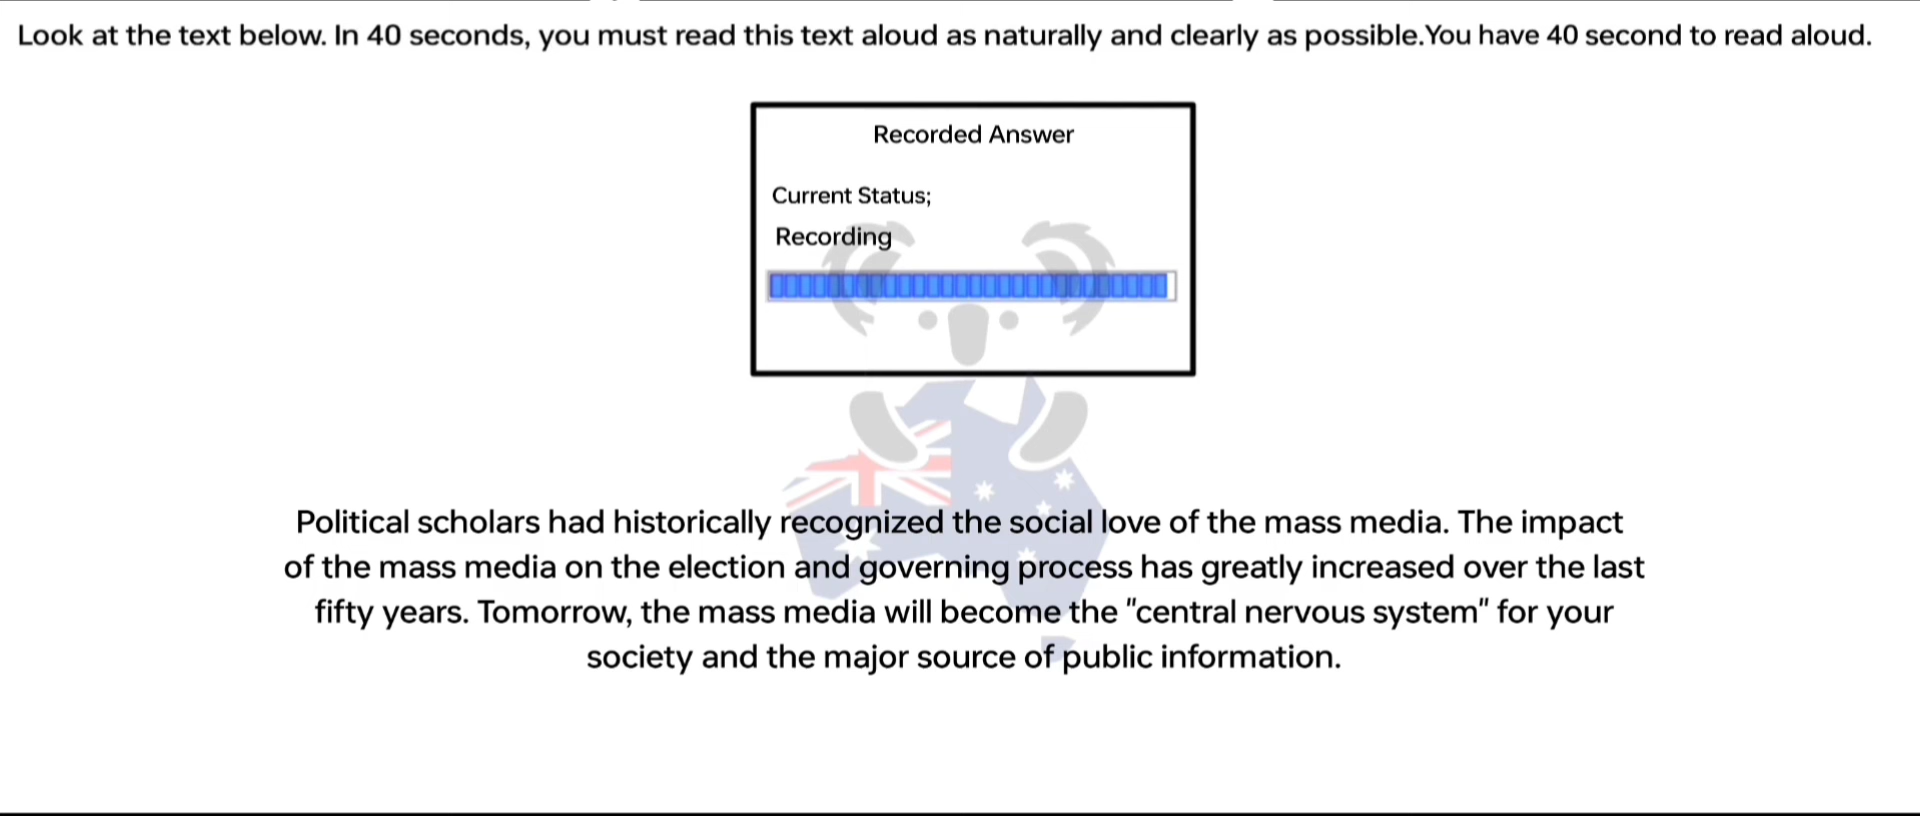 Look at the text below. In 40 seconds, you must read this text aloud as naturally and clearly as possible.You have 40 second to read aloud.
Recorded Answer
Current Status;
Recording
Political scholars had historically recognized the social love of the mass media. The impact
of the mass media on the election and governing process has greatly increased over the last
fifty years. Tomorrow, the mass media will become the "central nervous system" for your
society and the major source of public information.